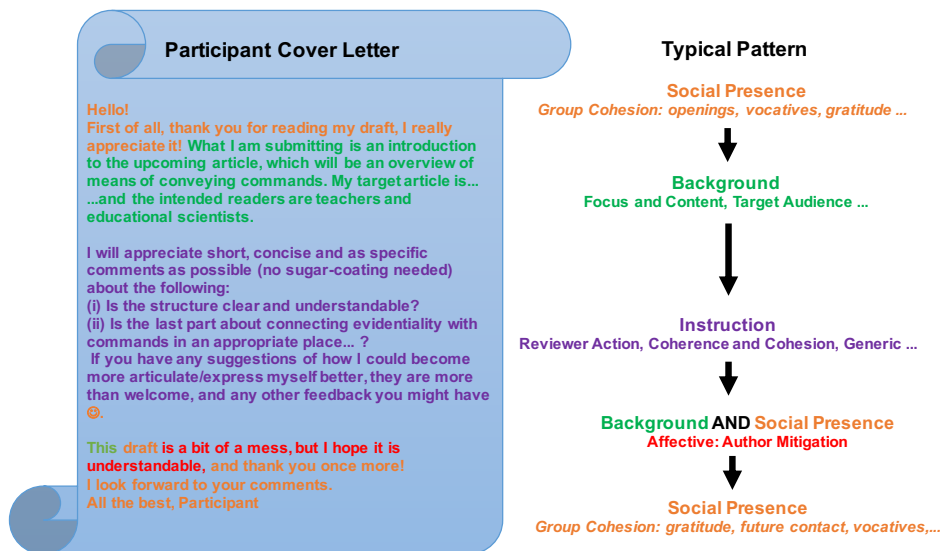 Participant Cover Letter
Hello!
First of all, thank you for reading my draft, I really
appreciate it! What I am submitting is an introduction
to the upcoming article, which will be an overview of
means of conveying commands. My target article is...
...and the intended readers are teachers and
educational scientists.
I will appreciate short, concise and as specific
comments as possible (no sugar-coating needed)
about the following:
(i) Is the structure clear and understandable?
(ii) Is the last part about connecting evidentiality with
commands in an appropriate place... ?
If you have any suggestions of how I could become
more articulate/express myself better, they are more
than welcome, and any other feedback you might have
☺.
This draft is a bit of a mess, but I hope it is
understandable, and thank you once more!
I look forward to your comments.
All the best, Participant
Typical Pattern
Social Presence
Group Cohesion: openings, vocatives, gratitude ...
Background
Focus and Content, Target Audience ...
Instruction
Reviewer Action, Coherence and Cohesion, Generic ...
Background AND Social Presence
Affective: Author Mitigation
Social Presence
Group Cohesion: gratitude, future contact, vocatives,...